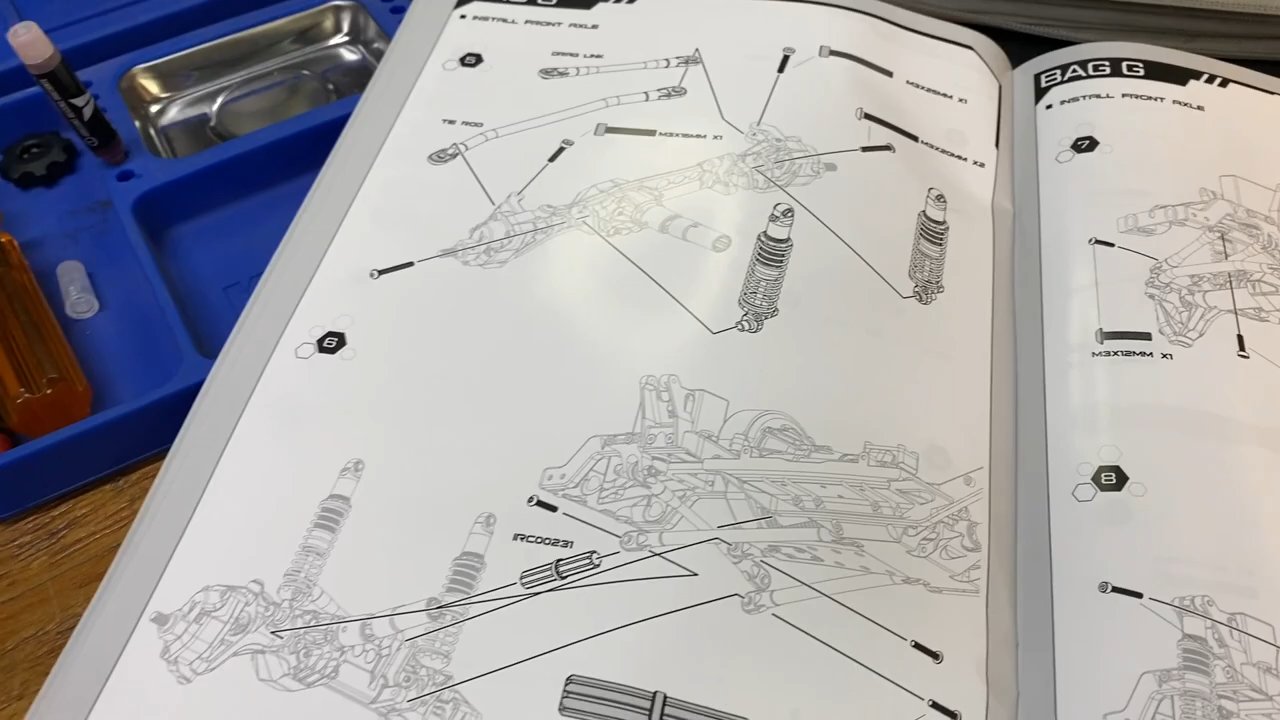 INSTALL FRONT AXLE
5
DRAG LINK
M3X25MM X1
TIE ROD
M3X15MM X1
M3X20MM X2
6
IRC00231
BAG G
INSTALL FRONT AXLE
7
M3X12MM X1
8